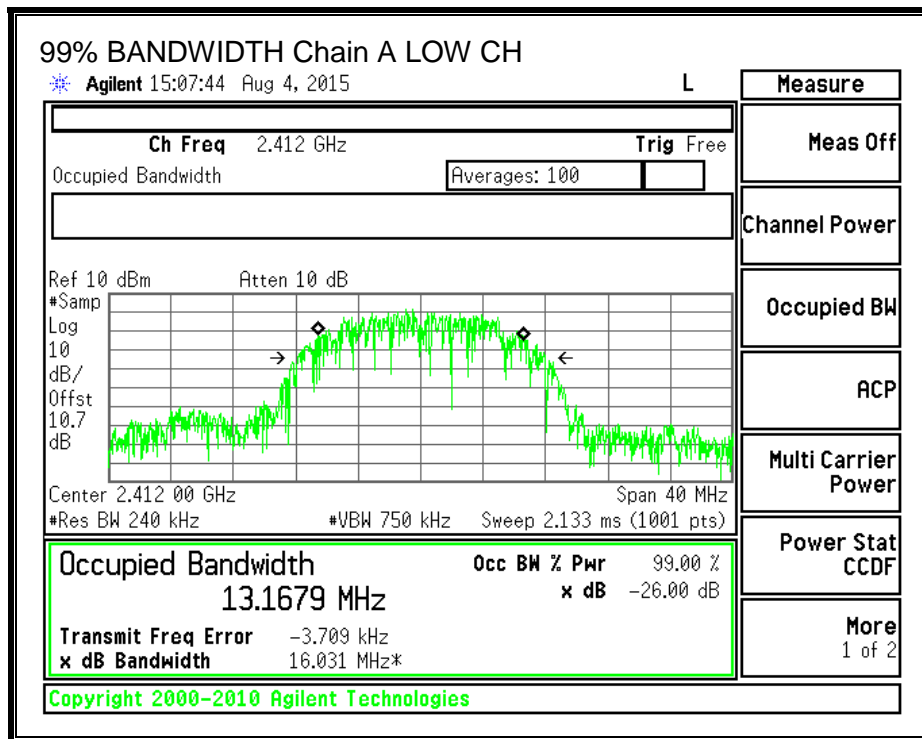 99% BANDWIDTH Chain A LOW CH
Agilent 15:07:44 Aug 4, 2015 L
Measure
Ch Freq 2.412 GHz Trig Free
Meas Off
Occupied Bandwidth Averages: 100
Channel Power
Ref 10 dBm Atten 10 dB
#Samp
Log
10
dB/
Offst
10.7
dB
Occupied BW
ACP
Center 2.412 00 GHz Span 40 MHz
#Res BW 240 kHz #VBW 750 kHz Sweep 2.133 ms (1001 pts)
Multi Carrier
Power
Occupied Bandwidth Occ BW % Pwr 99.00 %
13.1679 MHz x dB -26.00 dB
Transmit Freq Error -3.709 kHz
x dB Bandwidth 16.031 MHz*
Power Stat
CCDF
More
1 of 2
Copyright 2000-2010 Agilent Technologies